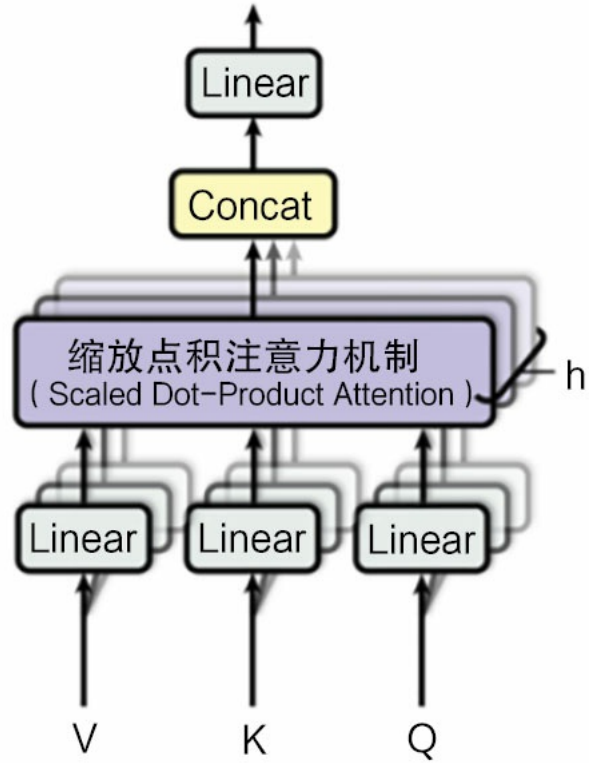 Linear
Concat
缩放点积注意力机制
( Scaled Dot-Product Attention )
h
Linear Linear Linear
V K Q